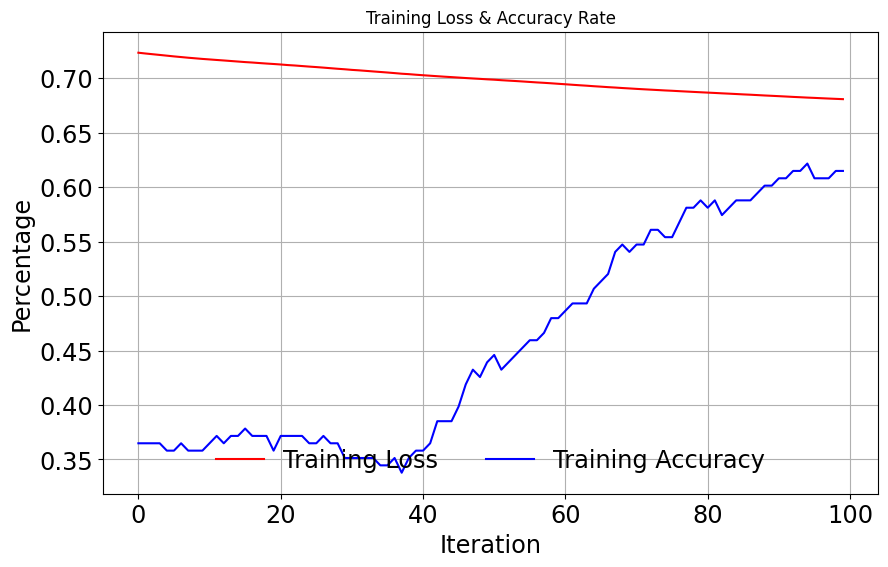 Training Loss & Accuracy Rate
Percentage
0.70
0.65
0.60
0.55
0.50
0.45
0.40
0.35
Training Loss Training Accuracy
0 20 40 60 80 100
Iteration